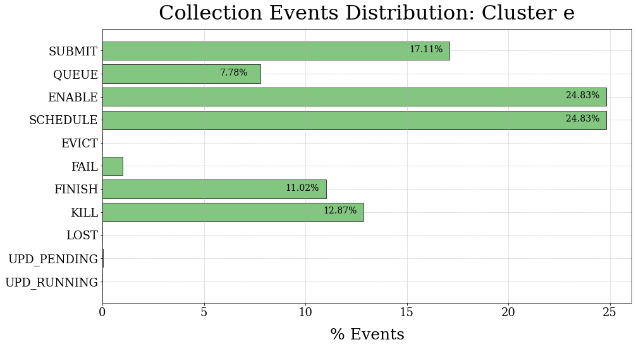 Collection Events Distribution: Cluster e
SUBMIT 17.11%
QUEUE 7.78%
ENABLE 24.83%
SCHEDULE 24.83%
EVICT
FAIL
FINISH 11.02%
KILL 12.87%
LOST
UPD_PENDING
UPD_RUNNING
0 5 10 15 20 25
% Events